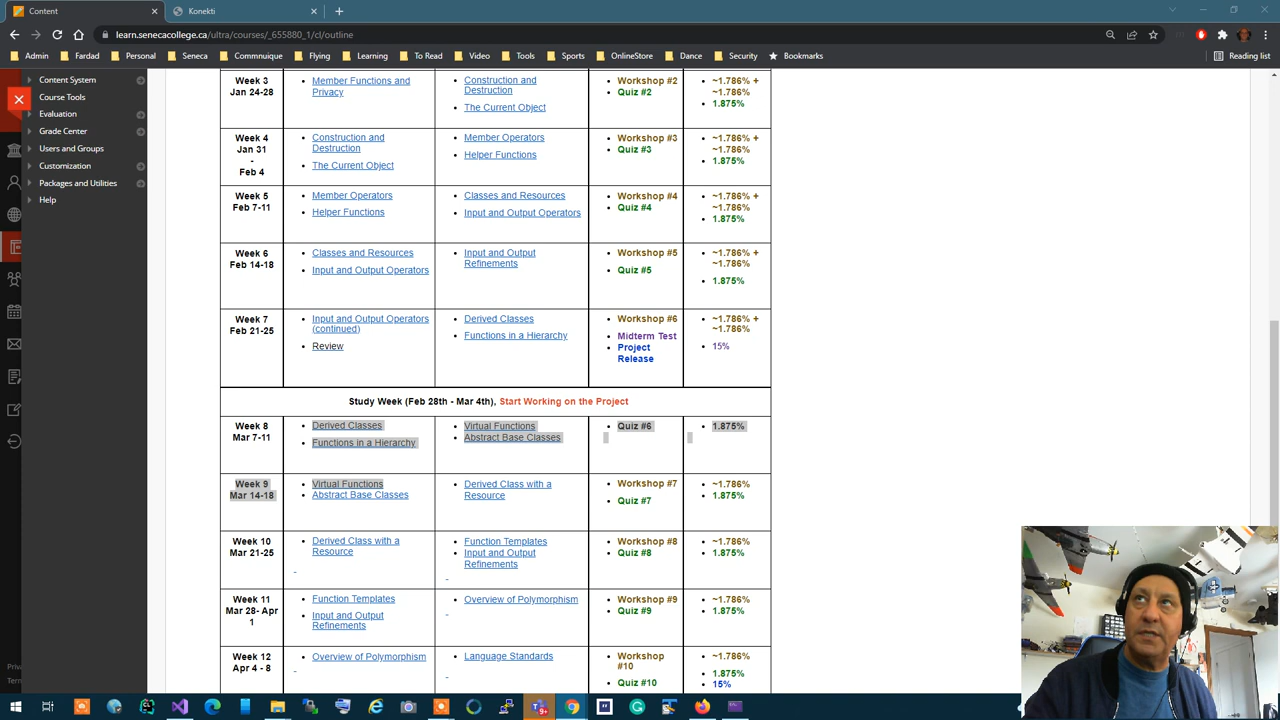 Content
Konekti
learn.senecacollege.ca/ultra/courses/_655880_1/cl/outline
Admin
Fardad
Personal
Seneca
Commnuique
Flying
Learning
To Read
Video
Tools
Sports
OnlineStore
Dance
Security
Bookmarks
Reading list
Content System
Course Tools
Evaluation
Grade Center
Users and Groups
Customization
Packages and Utilities
Help
Week 3
Jan 24-28
Member Functions and
Privacy
Construction and
Destruction
The Current Object
Workshop #2
Quiz #2
~1.786% +
~1.786%
1.875%
Week 4
Jan 31
-
Feb 4
Construction and
Destruction
The Current Object
Member Operators
Helper Functions
Workshop #3
Quiz #3
~1.786% +
~1.786%
1.875%
Week 5
Feb 7-11
Member Operators
Helper Functions
Classes and Resources
Input and Output Operators
Workshop #4
Quiz #4
~1.786% +
~1.786%
1.875%
Week 6
Feb 14-18
Classes and Resources
Input and Output Operators
Input and Output
Refinements
Workshop #5
Quiz #5
~1.786% +
~1.786%
1.875%
Week 7
Feb 21-25
Input and Output Operators
(continued)
Review
Derived Classes
Functions in a Hierarchy
Workshop #6
Midterm Test
Project
Release
~1.786% +
~1.786%
15%
Study Week (Feb 28th - Mar 4th), Start Working on the Project
Week 8
Mar 7-11
Derived Classes
Functions in a Hierarchy
Virtual Functions
Abstract Base Classes
Quiz #6
1.875%
Week 9
Mar 14-18
Virtual Functions
Abstract Base Classes
Derived Class with a
Resource
Workshop #7
Quiz #7
~1.786%
1.875%
Week 10
Mar 21-25
Derived Class with a
Resource
Function Templates
Input and Output
Refinements
Workshop #8
Quiz #8
~1.786%
1.875%
Week 11
Mar 28- Apr
1
Function Templates
Input and Output
Refinements
Overview of Polymorphism
Workshop #9
Quiz #9
~1.786%
1.875%
Week 12
Apr 4 - 8
Overview of Polymorphism
Language Standards
Workshop
#10
Quiz #10
~1.786%
1.875%
15%
Priv
Term